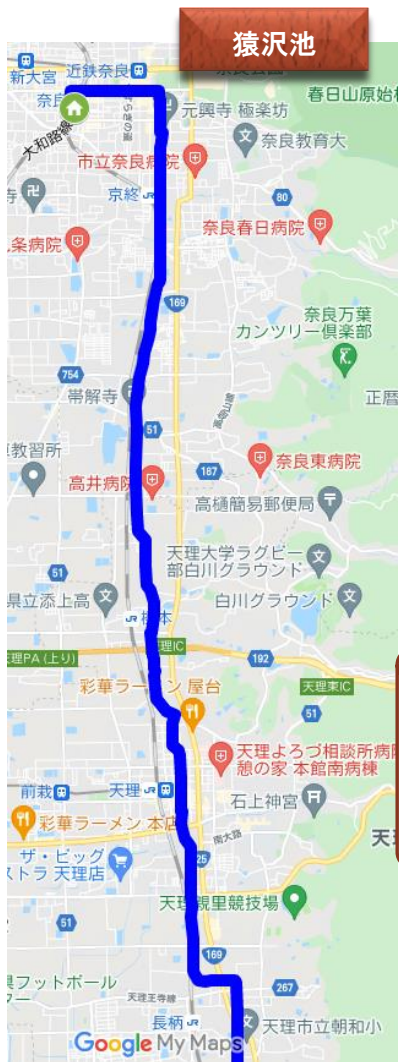 猿沢池
新大宮
近鉄奈良
奈
春日山原始
大和路線
元興寺 極楽坊
奈良教育大
市立奈良病院
京終 JR
80
奈良春日病院
条病院
169
奈良万葉
カンツリー倶楽部
754
帯解寺
正暦
51
教習所
187
奈良東病院
高井病院
高樋簡易郵便局
天理大学ラグビー
部白川グラウンド
51
県立添上高
白川グラウンド
JR
本
天理PA (上り)
理IC
192
天理東IC
彩華ラーメン 屋台
51
天理よろづ相談所病院
憩の家 本館南病棟
前栽
天理 JR
石上神宮
彩華ラーメン 本店
天
25
ザ・ビッグ
ストラ 天理店
天理親里競技場
51
169
267
県フットボール
ター
天理王寺線
長柄 JR
天理市立朝和小
Google My Maps